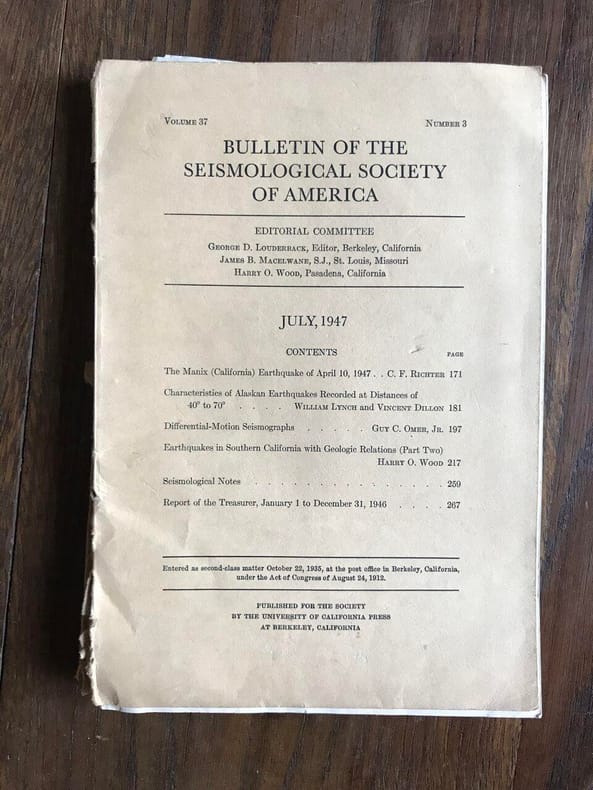 VOLUME 37 NUMBER 3
BULLETIN OF THE
SEISMOLOGICAL SOCIETY
OF AMERICA
EDITORIAL COMMITTEE
GEORGE D. LOUDERBACK, Editor, Berkeley, California
JAMES B. MACELWANE, S.J., St. Louis, Missouri
HARRY O. WOOD, Pasadena, California
JULY, 1947
CONTENTS PAGE
The Manix (California) Earthquake of April 10, 1947 . . C. F. RICHTER 171
Characteristics of Alaskan Earthquakes Recorded at Distances of
40° to 70° . . . . . WILLIAM LYNCH and VINCENT DILLON 181
Differential-Motion Seismographs . . . . . GUY C. OMER, JR. 197
Earthquakes in Southern California with Geologic Relations (Part Two)
HARRY O. WOOD 217
Seismological Notes . . . . . . . . . . . . . . . . 259
Report of the Treasurer, January 1 to December 31, 1946 . . . . 267
Entered as second-class matter October 22, 1935, at the post office in Berkeley, California,
under the Act of Congress of August 24, 1912.
PUBLISHED FOR THE SOCIETY
BY THE UNIVERSITY OF CALIFORNIA PRESS
AT BERKELEY, CALIFORNIA